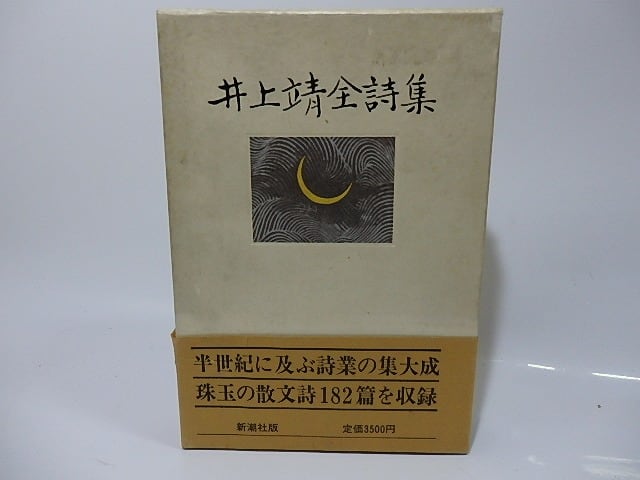 井上靖全詩集
半世紀に及ぶ詩業の集大成
珠玉の散文詩182篇を収録
新潮社版 定価3500円